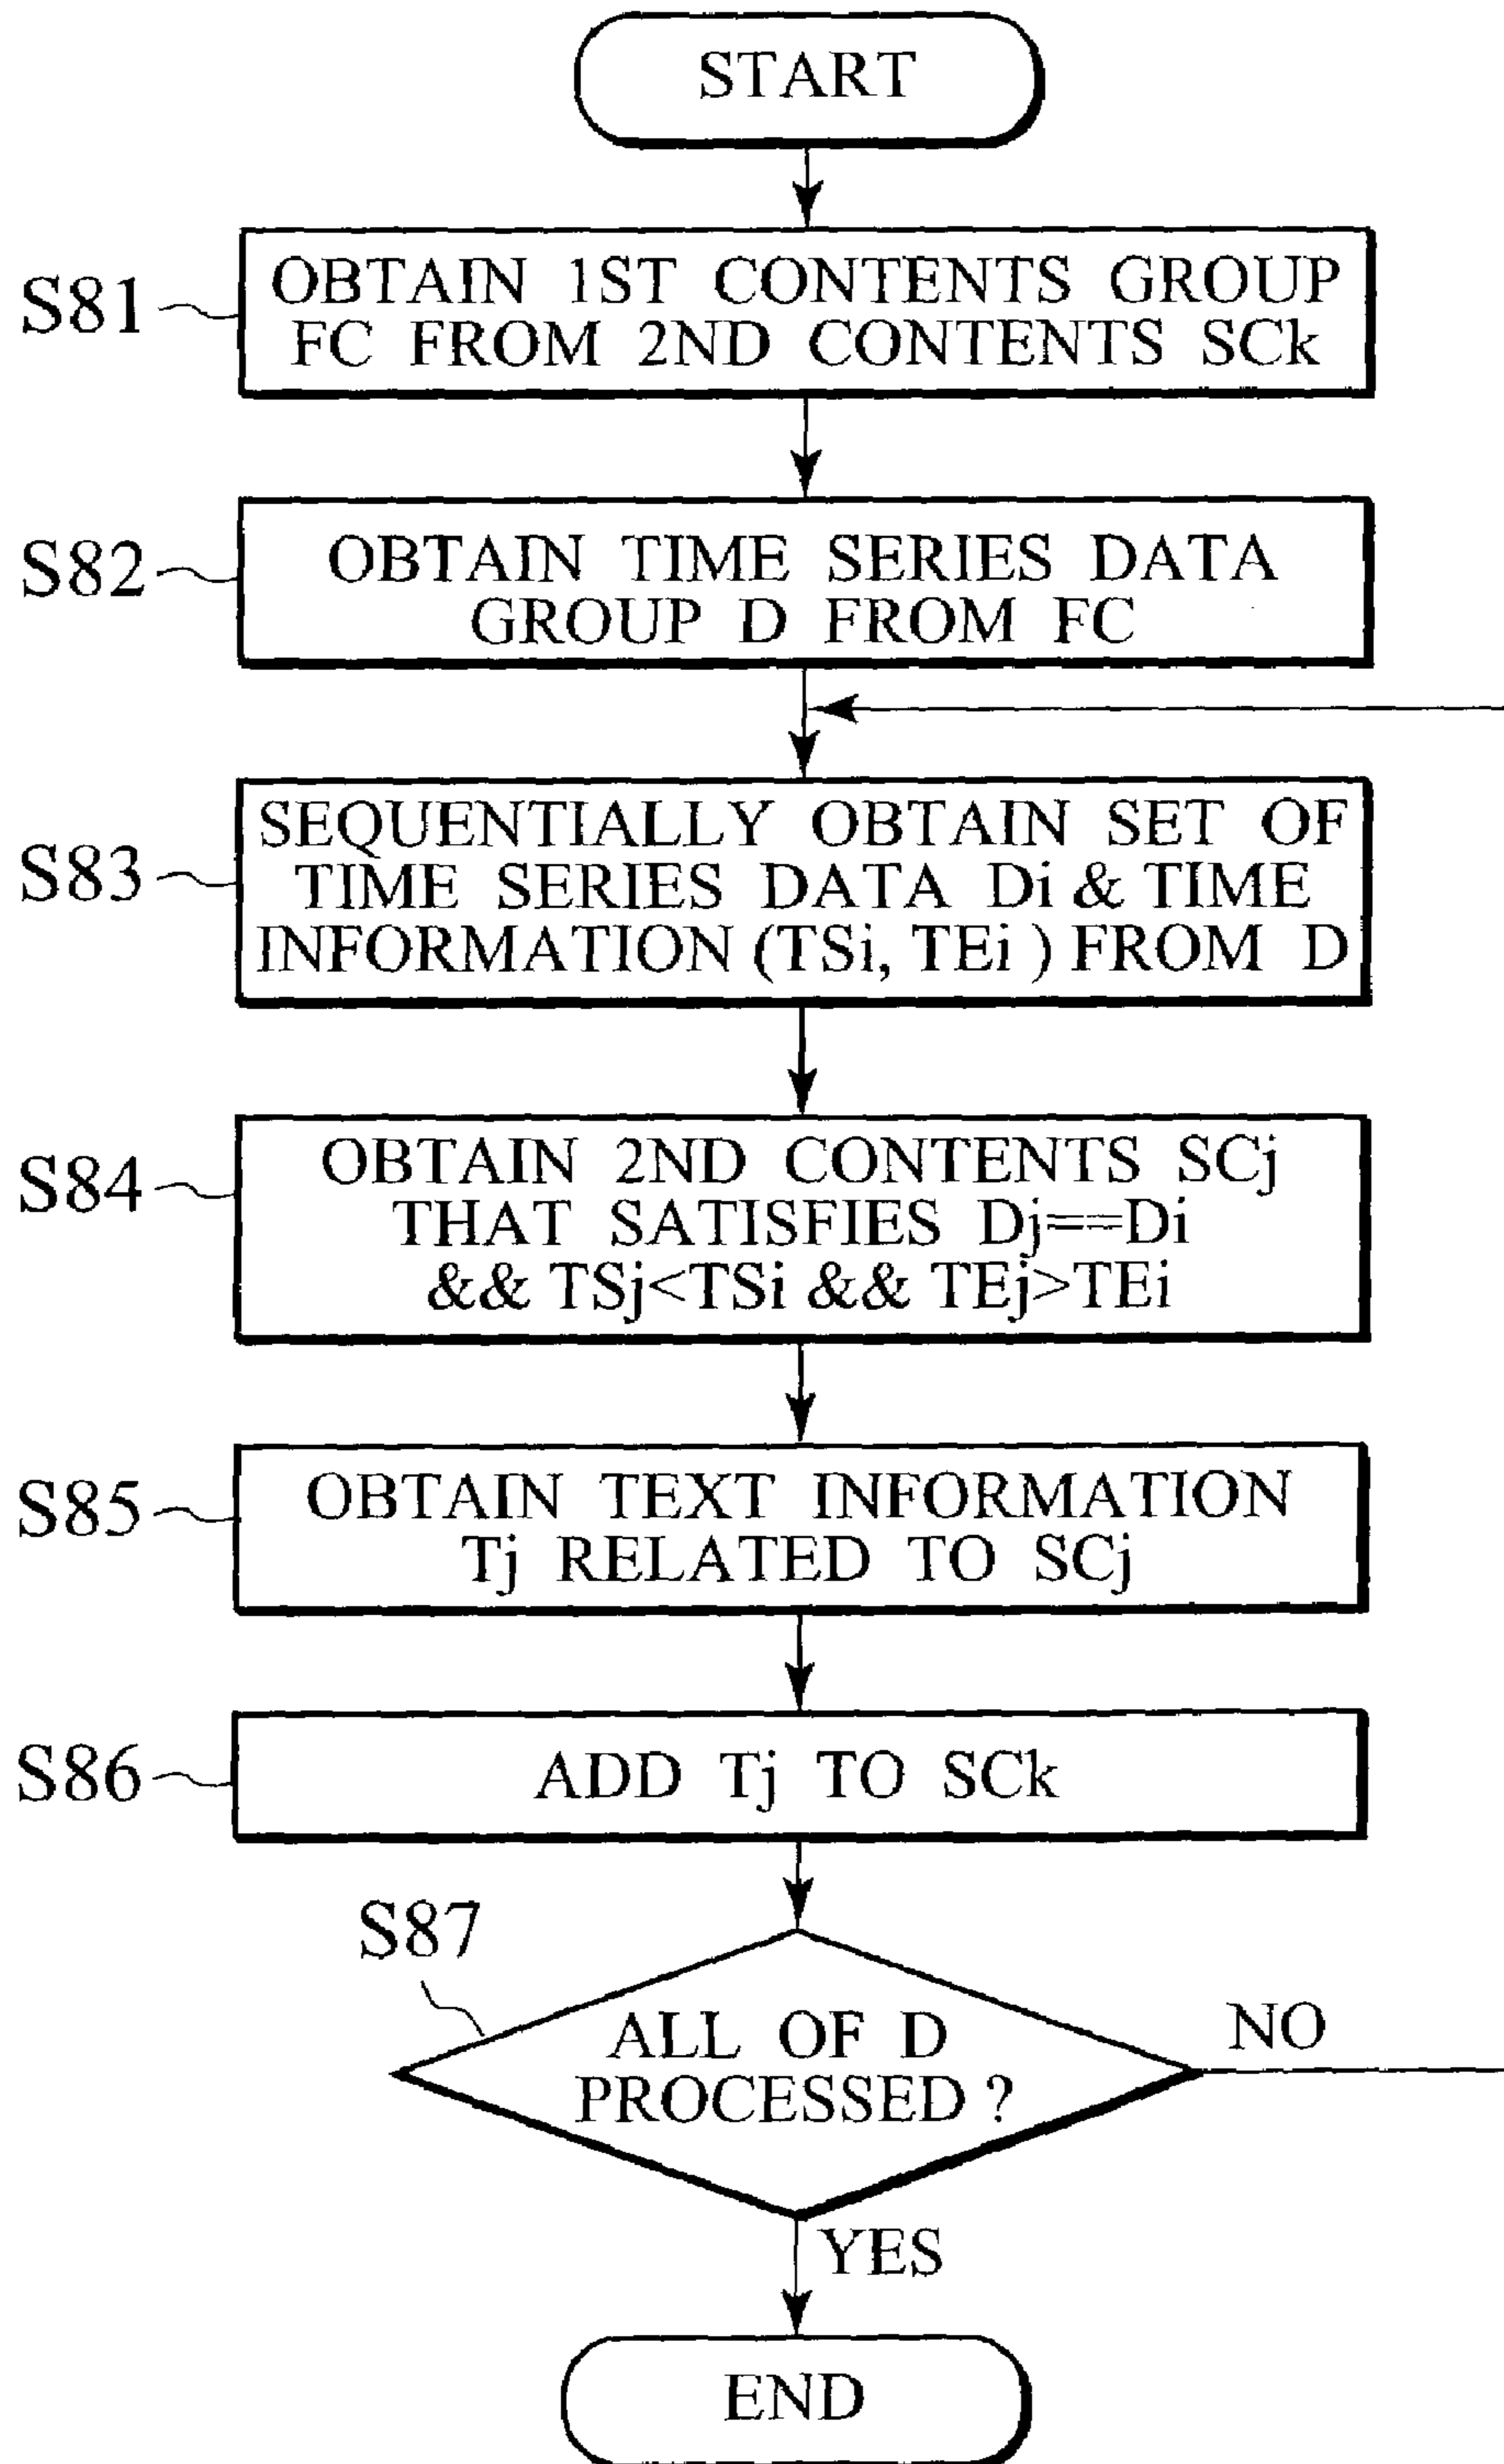 START
S81
OBTAIN 1ST CONTENTS GROUP
FC FROM 2ND CONTENTS SCk
S82
OBTAIN TIME SERIES DATA
GROUP D FROM FC
S83
SEQUENTIALLY OBTAIN SET OF
TIME SERIES DATA Di & TIME
INFORMATION (TSi, TEi ) FROM D
S84
OBTAIN 2ND CONTENTS SCj
THAT SATISFIES Dj==Di
&& TSj<TSi && TEj>TEi
S85
OBTAIN TEXT INFORMATION
Tj RELATED TO SCj
S86
ADD Tj TO SCk
S87
ALL OF D
PROCESSED ?
NO
YES
END